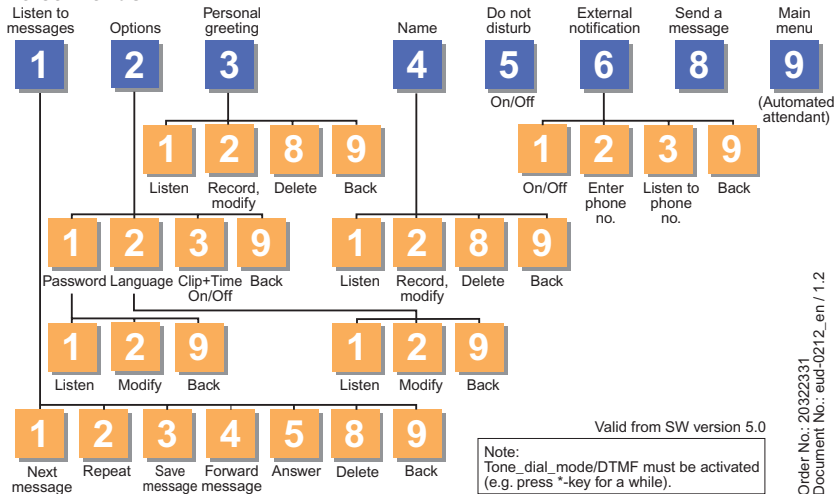 Listen to messages
Options
Personal greeting
Name
Do not disturb
External notification
Send a message
Main menu
1 2 3 4 5 6 8 9
On/Off
(Automated attendant)
1 2 8 9
Listen
Record, modify
Delete
Back
1 2 3 9
On/Off
Enter phone no.
Listen to phone no.
Back
1 2 3 9
Password
Language
Clip+Time On/Off
Back
1 2 8 9
Listen
Record, modify
Delete
Back
1 2 9
Listen
Modify
Back
1 2 9
Listen
Modify
Back
1 2 3 4 5 8 9
Next message
Repeat
Save message
Forward message
Answer
Delete
Back
Valid from SW version 5.0
Note:
Tone_dial_mode/DTMF must be activated
(e.g. press *-key for a while).
Order No.: 20322331
Document No.: eud-0212_en / 1.2